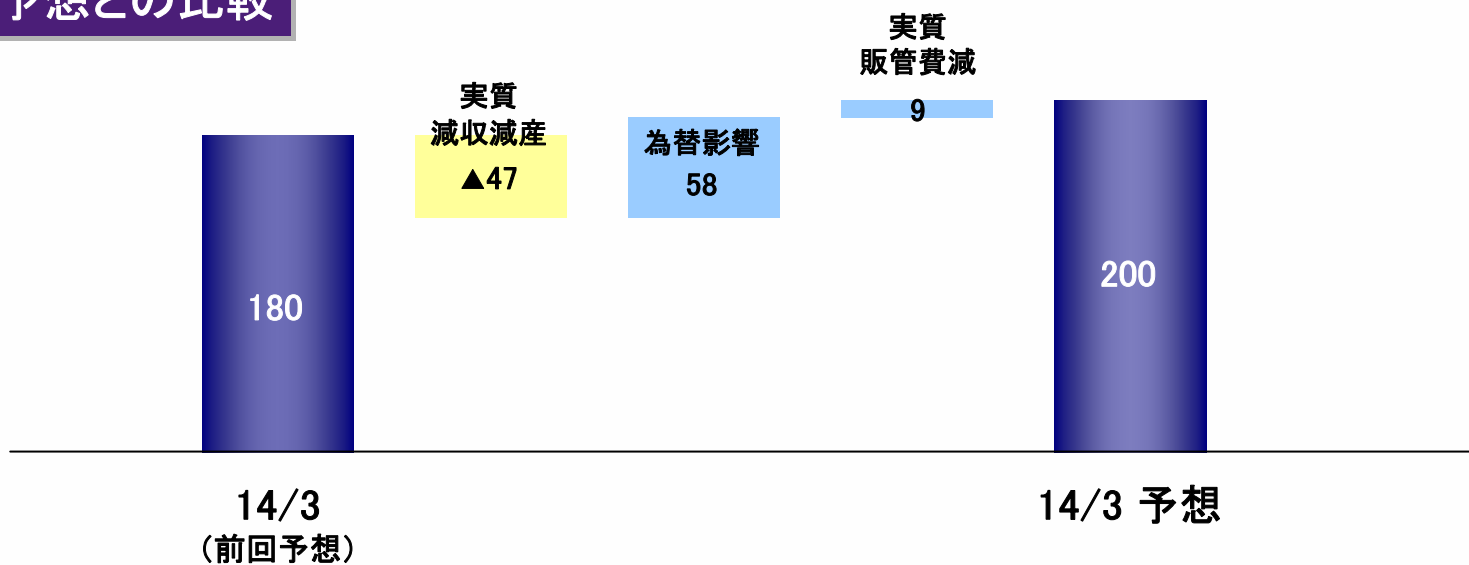 予想との比較
実質
販管費減
9
実質
減収減産
▲47
為替影響
58
180
200
14/3
(前回予想)
14/3 予想